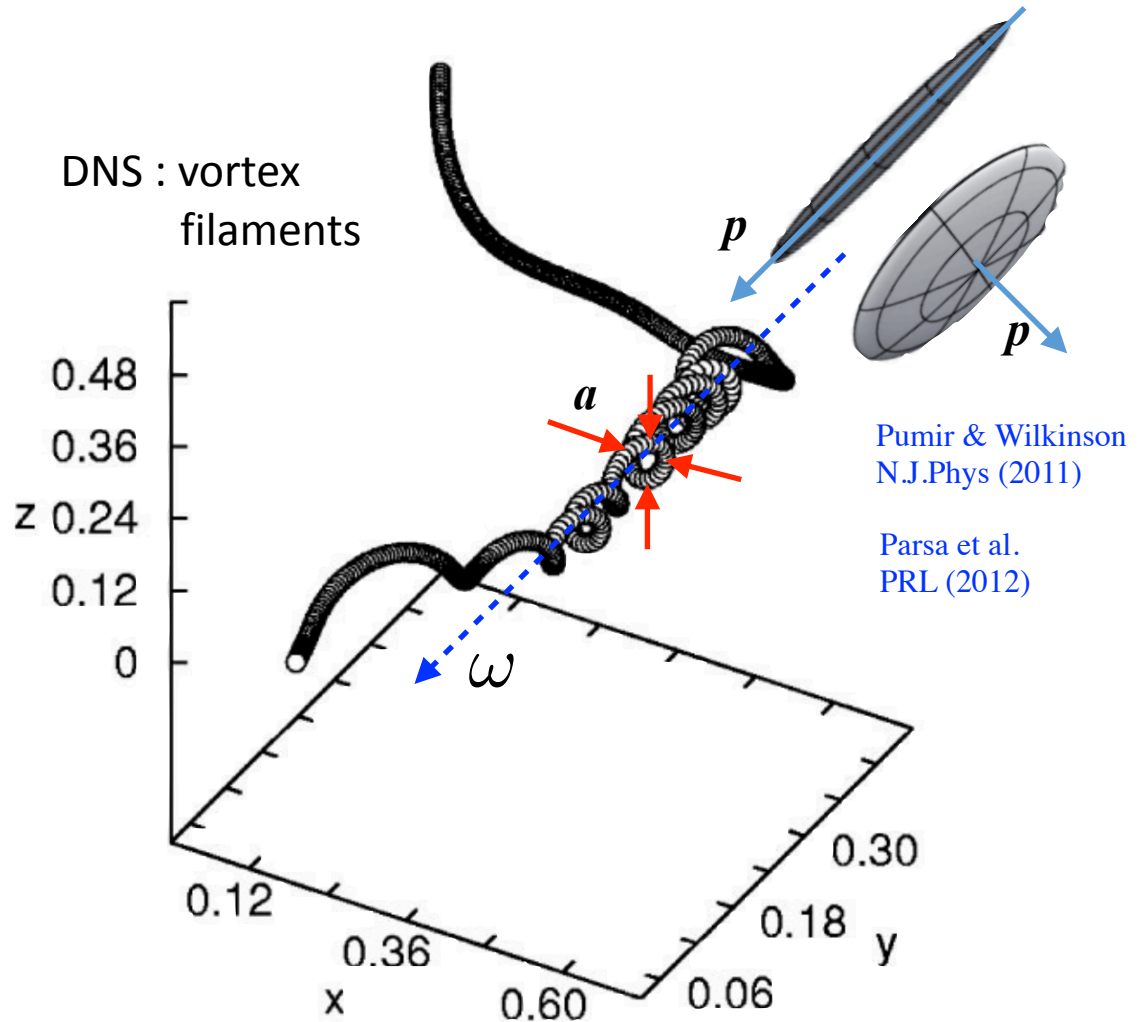 DNS : vortex
filaments
p
p
a
Pumir & Wilkinson
N.J.Phys (2011)
Parsa et al.
PRL (2012)
0.48
0.36
z 0.24
0.12
0
ω
0.12
0.36
0.60
x
0.30
0.18
0.06
y